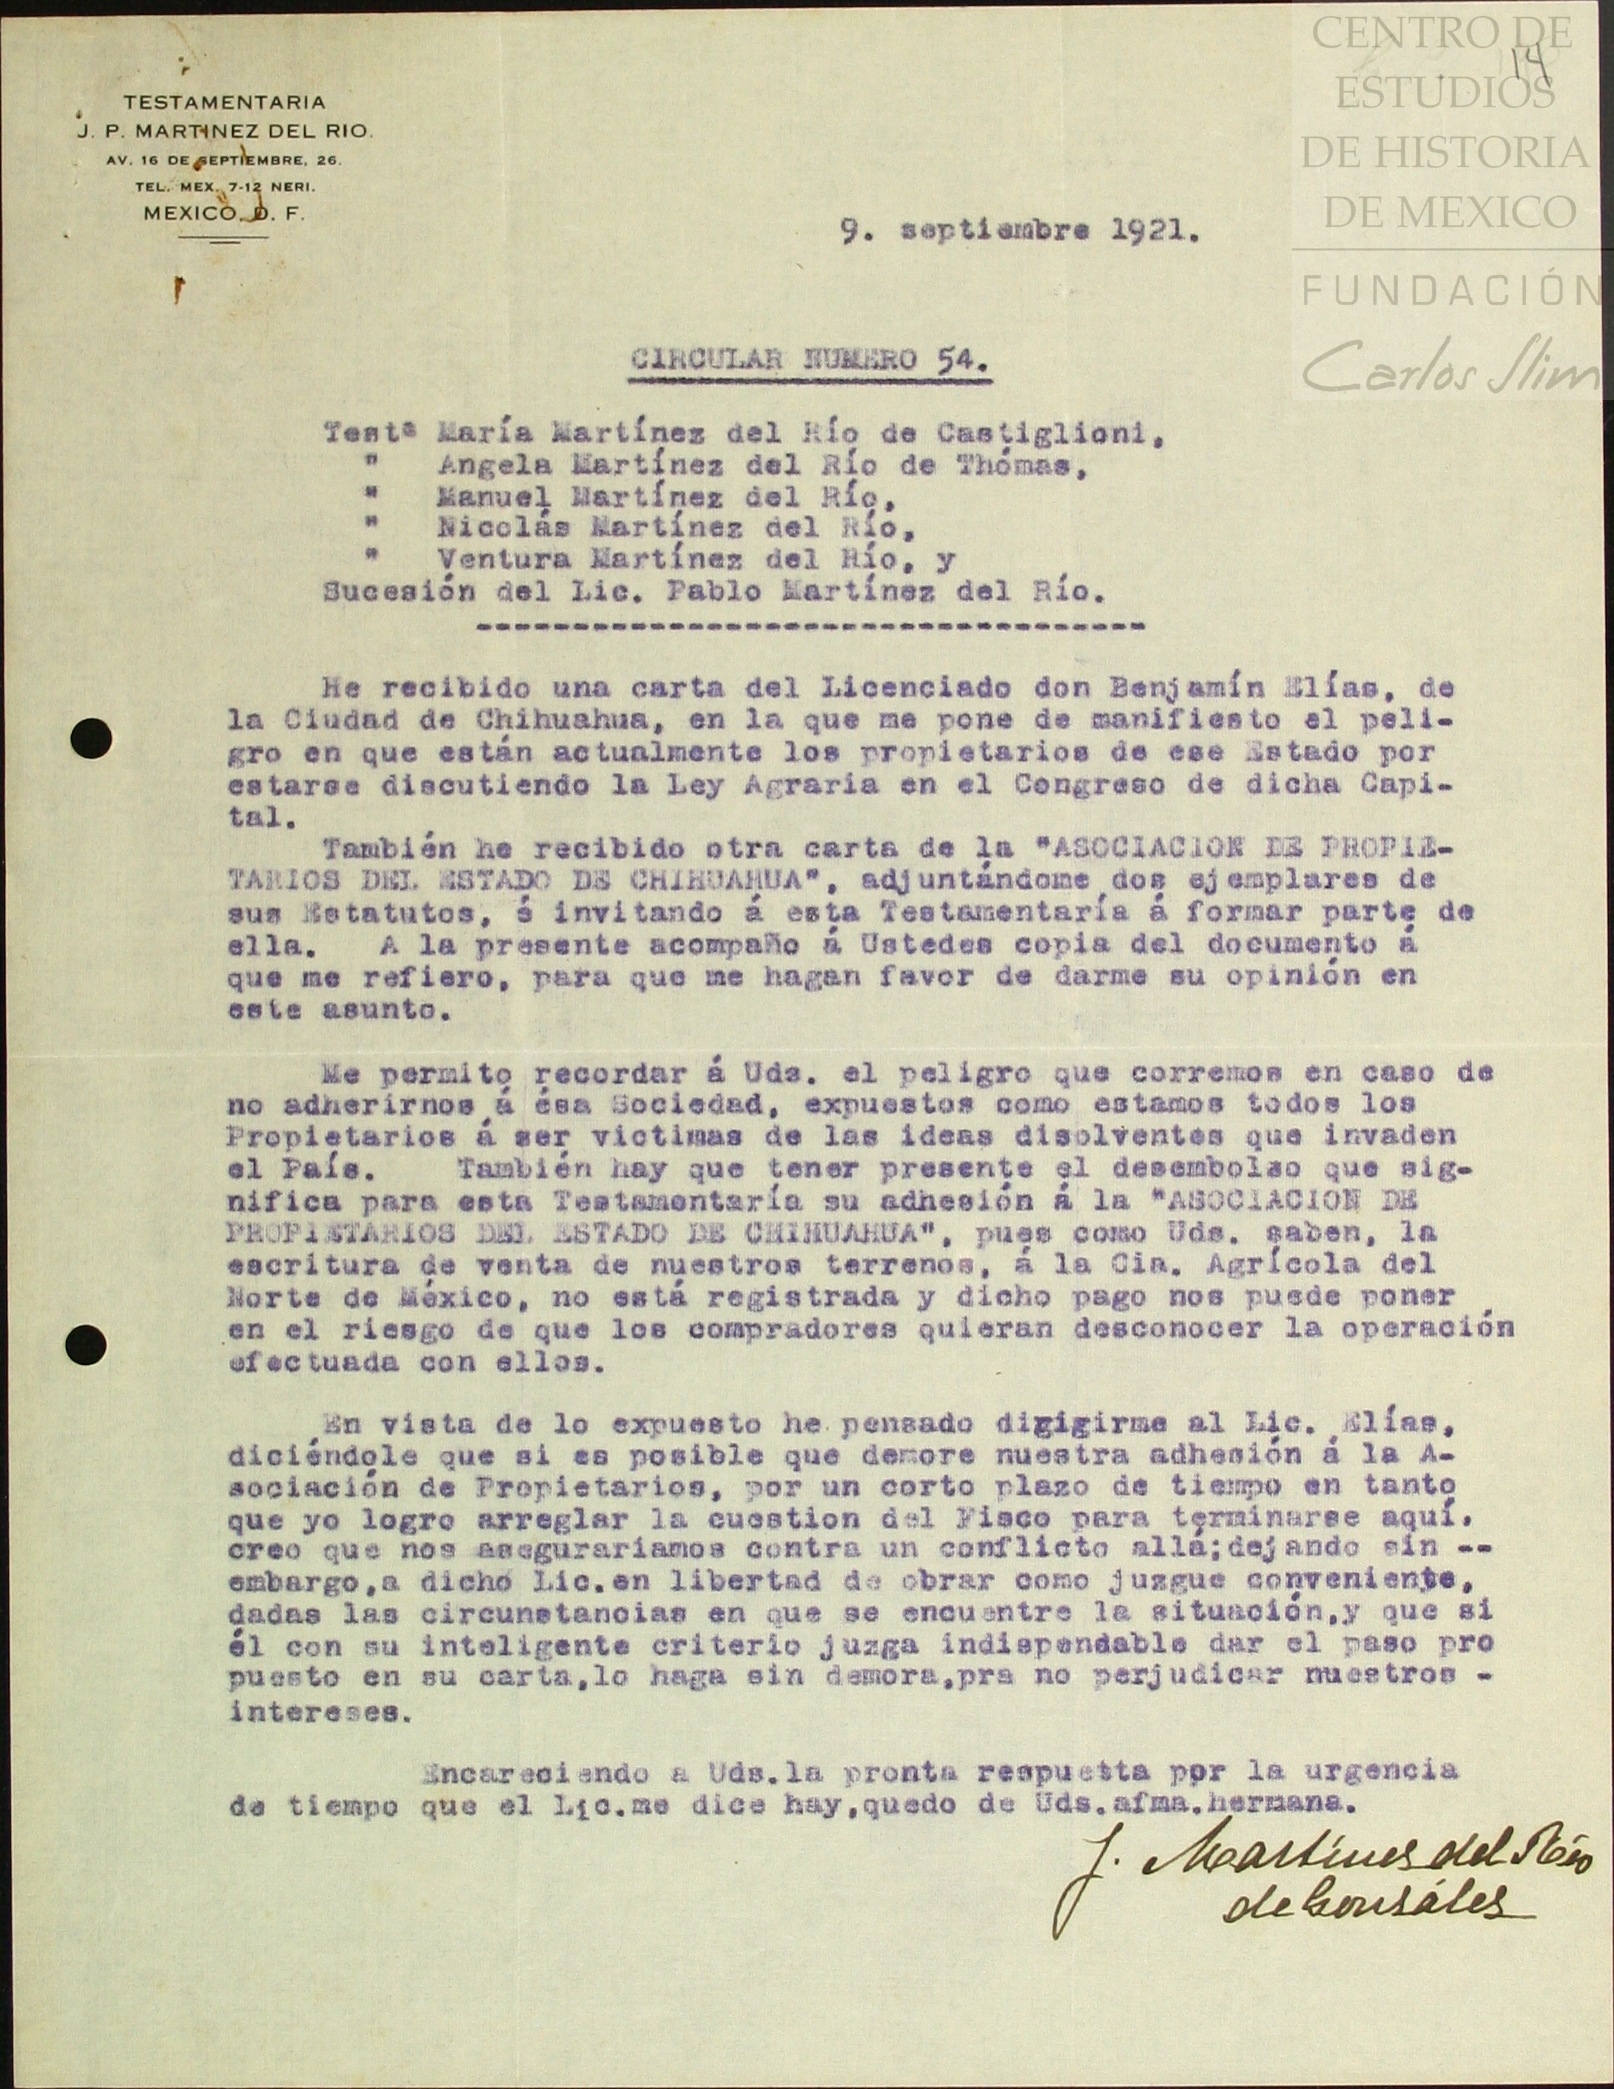 CENTRO DE
ESTUDIOS
DE HISTORIA
DE MEXICO
FUNDACIÓN
Carlos Slim
14
TESTAMENTARIA
J. P. MARTINEZ DEL RIO.
AV. 16 DE SEPTIEMBRE, 26.
TEL. MEX. 7-12 NERI.
MEXICO, D. F.
9. septiembre 1921.
CIRCULAR NUMERO 54.
Testª María Martínez del Río de Castiglioni,
" Angela Martínez del Río de Thómas,
" Manuel Martínez del Río,
" Nicolás Martínez del Río,
" Ventura Martínez del Río, y
Sucesión del Lic. Pablo Martínez del Río.
-----------------------------------
He recibido una carta del Licenciado don Benjamín Elías, de
la Ciudad de Chihuahua, en la que me pone de manifiesto el peli-
gro en que están actualmente los propietarios de ese Estado por
estarse discutiendo la Ley Agraria en el Congreso de dicha Capi-
tal.
También he recibido otra carta de la "ASOCIACION DE PROPIE-
TARIOS DEL ESTADO DE CHIHUAHUA", adjuntándome dos ejemplares de
sus Estatutos, é invitando á esta Testamentaría á formar parte de
ella. A la presente acompaño á Ustedes copia del documento á
que me refiero, para que me hagan favor de darme su opinión en
este asunto.
Me permito recordar á Uds. el peligro que corremos en caso de
no adherirnos á ésa Sociedad, expuestos como estamos todos los
Propietarios á ser victimas de las ideas disolventes que invaden
el País. También hay que tener presente el desembolso que sig-
nifica para esta Testamentaría su adhesión á la "ASOCIACION DE
PROPIETARIOS DEL ESTADO DE CHIHUAHUA", pues como Uds. saben, la
escritura de venta de nuestros terrenos, á la Cia. Agrícola del
Norte de México, no está registrada y dicho pago nos puede poner
en el riesgo de que los compradores quieran desconocer la operación
efectuada con ellos.
En vista de lo expuesto he pensado digigirme al Lic. Elías,
diciéndole que si es posible que demore nuestra adhesión á la A-
sociación de Propietarios, por un corto plazo de tiempo en tanto
que yo logro arreglar la cuestion del Fisco para terminarse aquí,
creo que nos asegurariamos contra un conflicto allá;dejando sin --
embargo,a dicho Lic.en libertad de obrar como juzgue conveniente,
dadas las circunstancias en que se encuentre la situación,y que si
él con su inteligente criterio juzga indispensable dar el paso pro
puesto en su carta,lo haga sin demora,pra no perjudicar nuestros -
intereses.
Encareciendo a Uds.la pronta respuesta por la urgencia
de tiempo que el Lic.me dice hay,quedo de Uds.afma.hermana.
J. Martínez del Río
de González